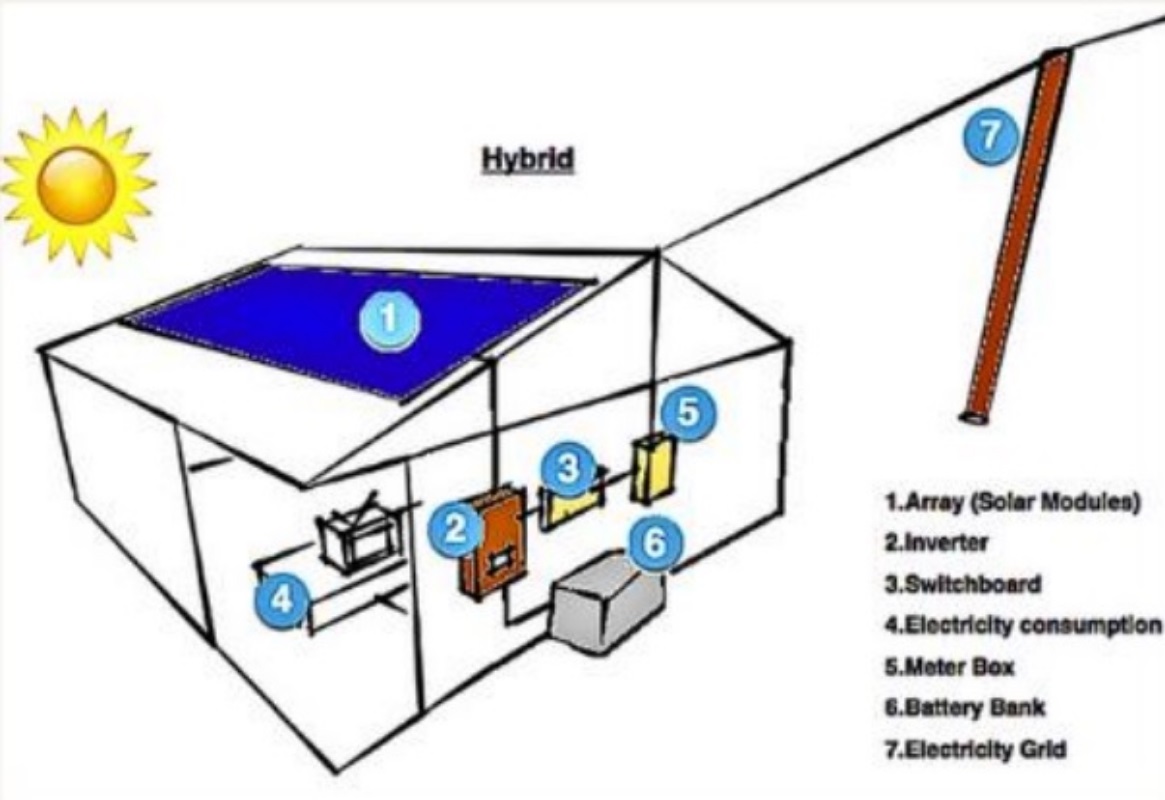 Hybrid
7
1
5
3
2
6
4
1.Array (Solar Modules)
2.Inverter
3.Switchboard
4.Electricity consumption
5.Meter Box
6.Battery Bank
7.Electricity Grid